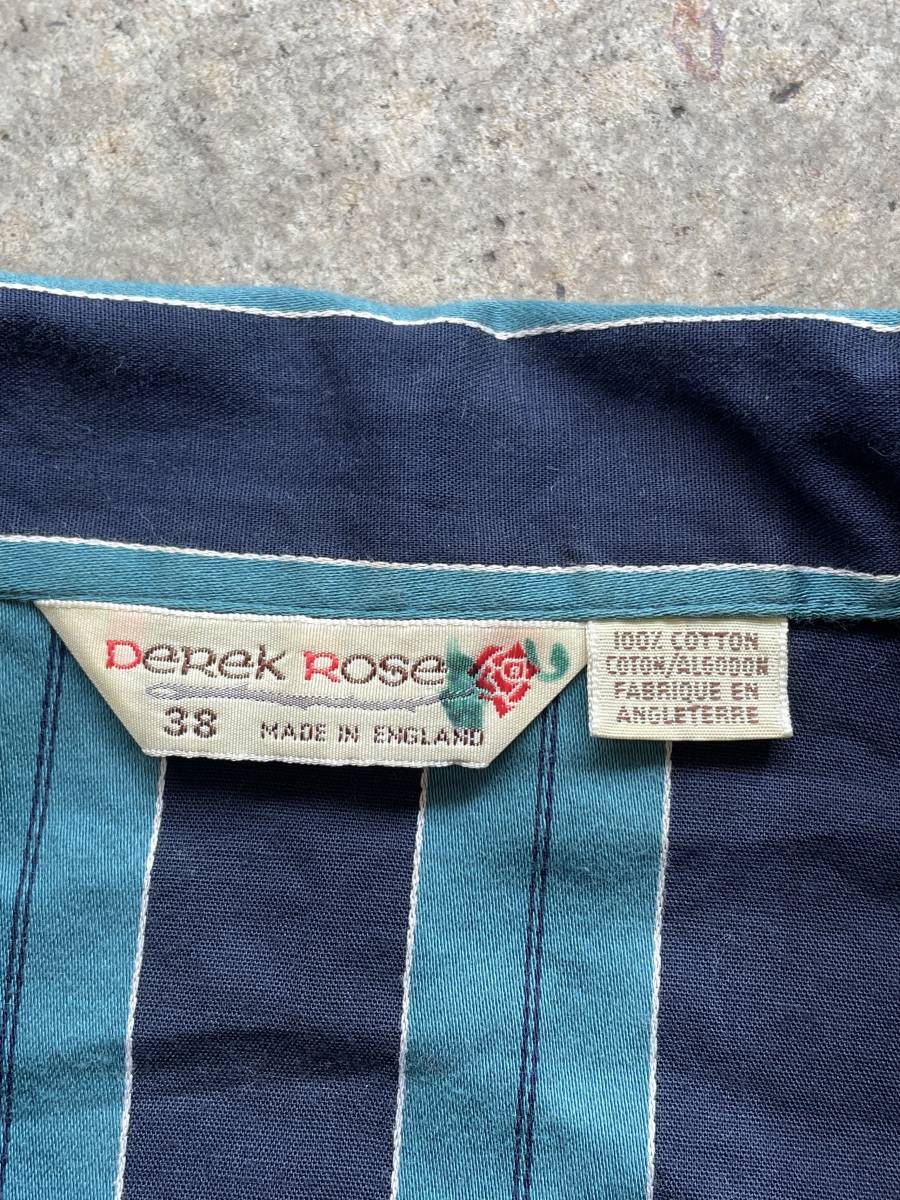 Derek Rose
38 MADE IN ENGLAND
100% COTTON
COTON/ALGODON
FABRIQUE EN
ANGLETERRE